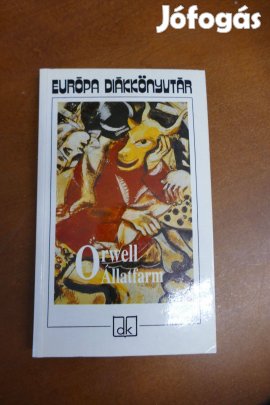 Jófogás
EURÓPA DIÁKKÖNYVTÁR
Orwell
Állatfarm
dk